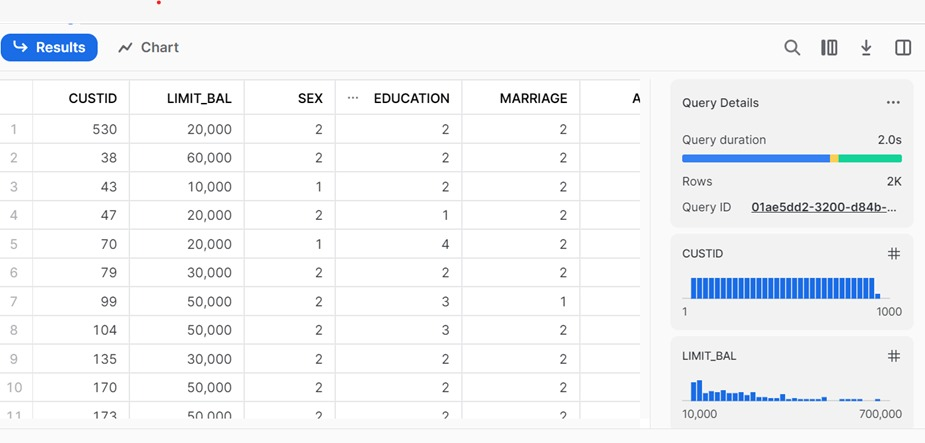 Results Chart
CUSTID LIMIT_BAL SEX ... EDUCATION MARRIAGE A
1 530 20,000 2 2 2
2 38 60,000 2 2 2
3 43 10,000 1 2 2
4 47 20,000 2 1 2
5 70 20,000 1 4 2
6 79 30,000 2 2 2
7 99 50,000 2 3 1
8 104 50,000 2 3 2
9 135 30,000 2 2 2
10 170 50,000 2 2 2
11 173 50,000 2 2 2
Query Details ...
Query duration 2.0s
Rows 2K
Query ID 01ae5dd2-3200-d84b-...
CUSTID #
1 1000
LIMIT_BAL #
10,000 700,000